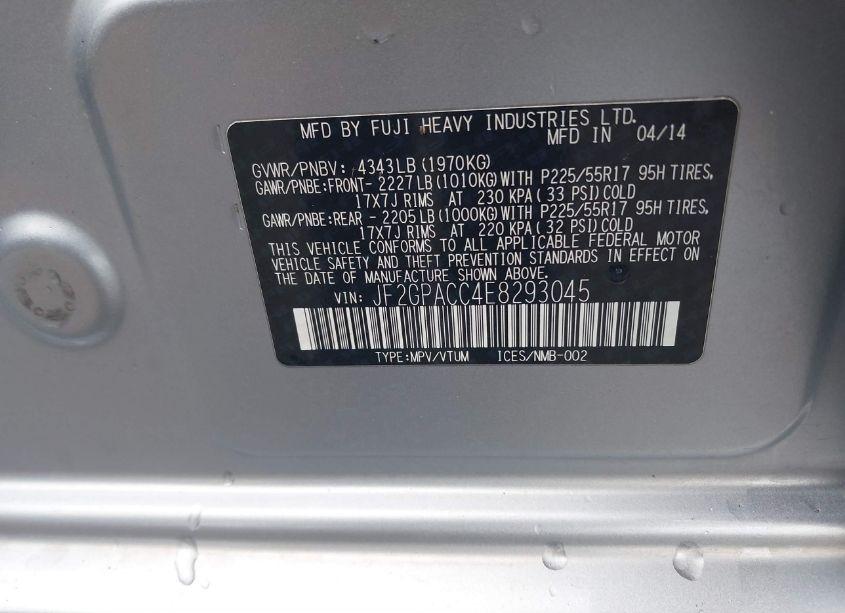 MFD BY FUJI HEAVY INDUSTRIES LTD.
MFD IN 04/14
GVWR/PNBV: 4343LB (1970KG)
GAWR/PNBE:FRONT- 2227LB (1010KG) WITH P225/55R17 95H TIRES,
17X7J RIMS AT 230 KPA ( 33 PSI) COLD
GAWR/PNBE:REAR - 2205LB (1000KG) WITH P225/55R17 95H TIRES,
17X7J RIMS AT 220 KPA ( 32 PSI) COLD
THIS VEHICLE CONFORMS TO ALL APPLICABLE FEDERAL MOTOR
VEHICLE SAFETY AND THEFT PREVENTION STANDARDS IN EFFECT ON
THE DATE OF MANUFACTURE SHOWN ABOVE.
VIN: JF2GPACC4E8293045
TYPE:MPV/VTUM ICES/NMB-002